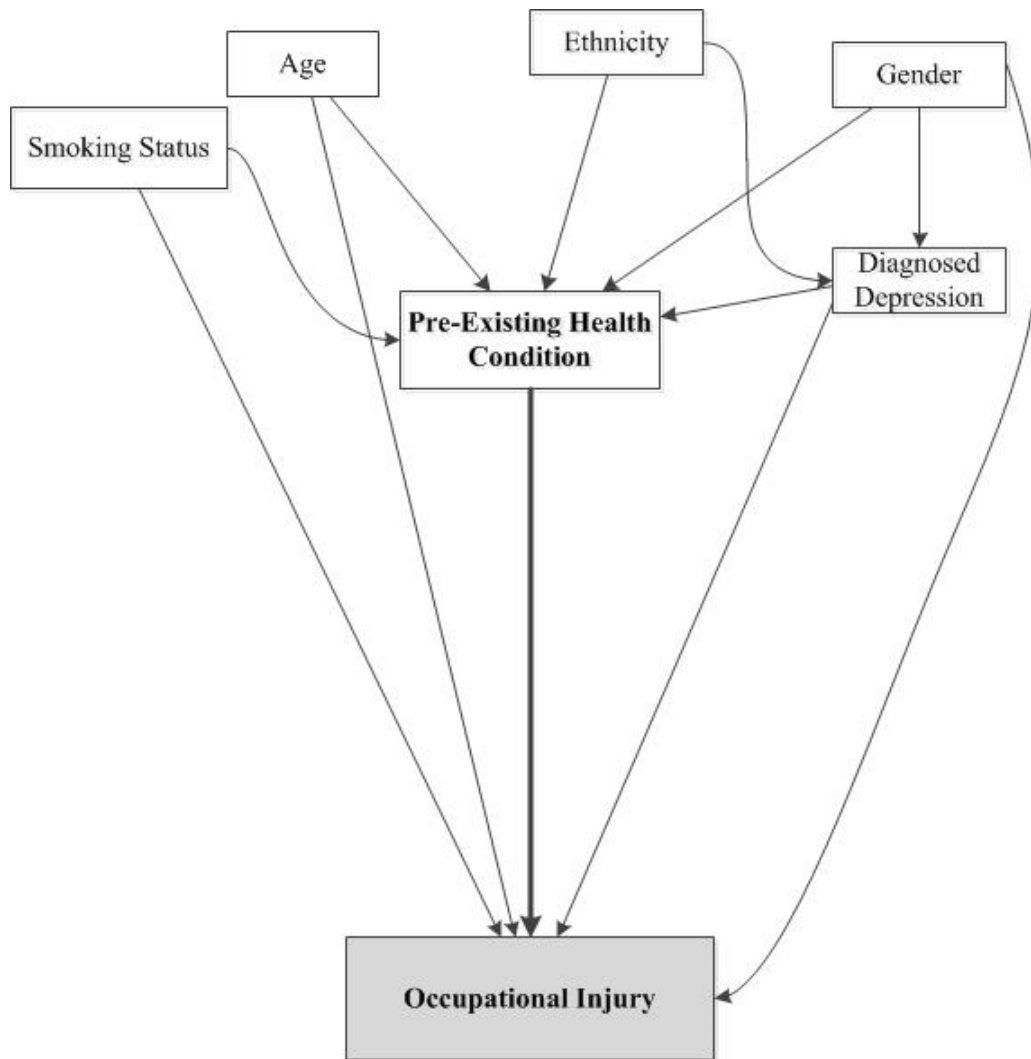 Ethnicity
Age
Gender
Smoking Status
Diagnosed
Depression
Pre-Existing Health
Condition
Occupational Injury